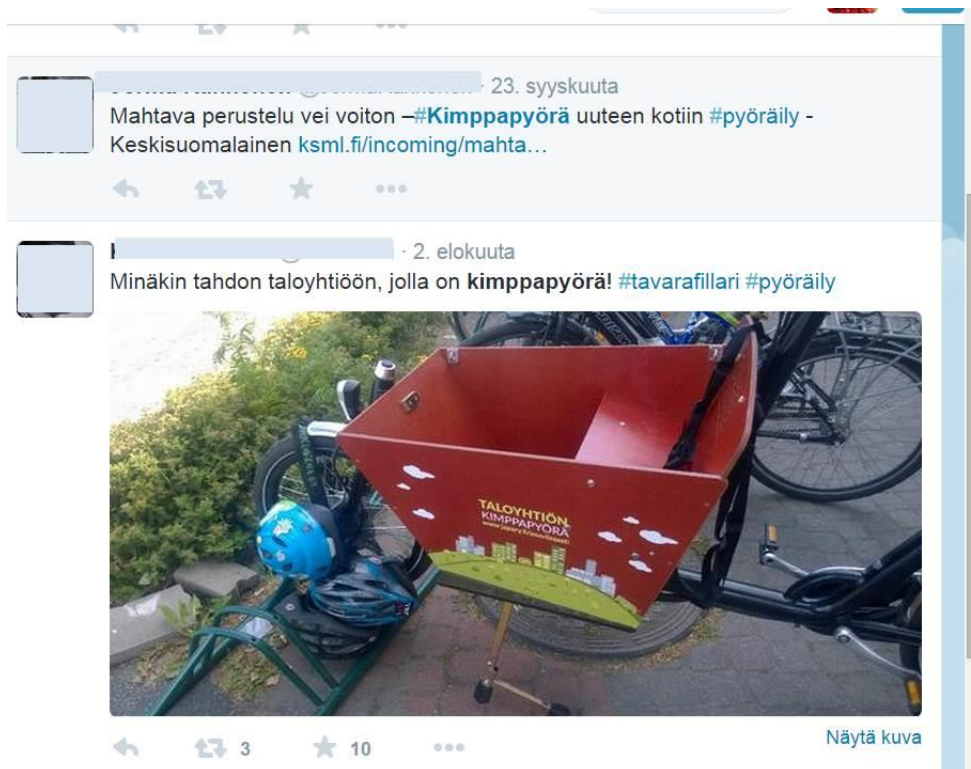 · 23. syyskuuta
Mahtava perustelu vei voiton –#Kimppapyörä uuteen kotiin #pyöräily -
Keskisuomalainen ksml.fi/incoming/mahta…
· 2. elokuuta
Minäkin tahdon taloyhtiöön, jolla on kimppapyörä! #tavarafillari #pyöräily
TALOYHTIÖN
KIMPPAPYÖRÄ
3
10
Näytä kuva